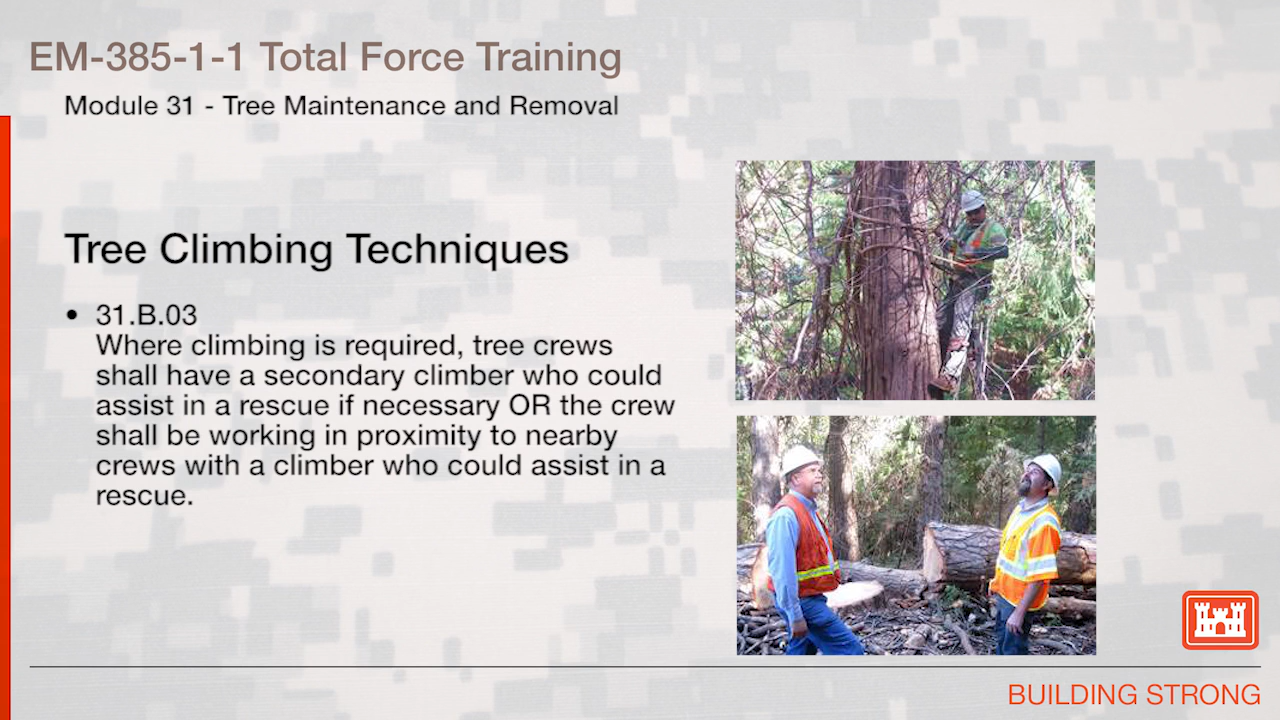 EM-385-1-1 Total Force Training
Module 31 - Tree Maintenance and Removal
Tree Climbing Techniques
• 31.B.03
Where climbing is required, tree crews
shall have a secondary climber who could
assist in a rescue if necessary OR the crew
shall be working in proximity to nearby
crews with a climber who could assist in a
rescue.
BUILDING STRONG